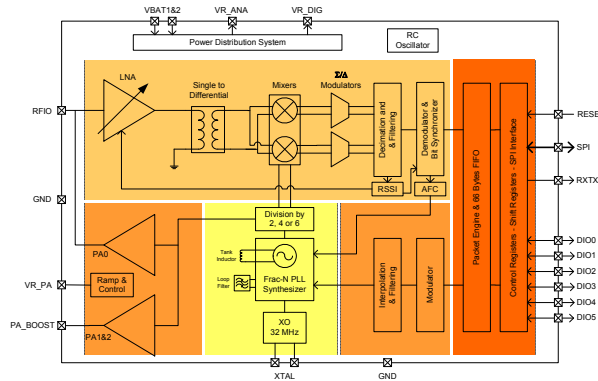 VBAT1&2
VR_ANA
VR_DIG
Power Distribution System
RC
Oscillator
LNA
Single to
Differential
Mixers
Σ/Δ
Modulators
RFIO
Decimation and
& Filtering
Demodulator &
Bit Synchronizer
RSSI
AFC
Packet Engine & 66 Bytes FIFO
Control Registers - Shift Registers - SPI Interface
RESE
SPI
RXTX
GND
Division by
2, 4 or 6
PA0
Tank
Inductor
Loop
Filter
Frac-N PLL
Synthesizer
Interpolation
& Filtering
Modulator
VR_PA
Ramp &
Control
PA_BOOST
PA1&2
XO
32 MHz
DIO0
DIO1
DIO2
DIO3
DIO4
DIO5
XTAL
GND